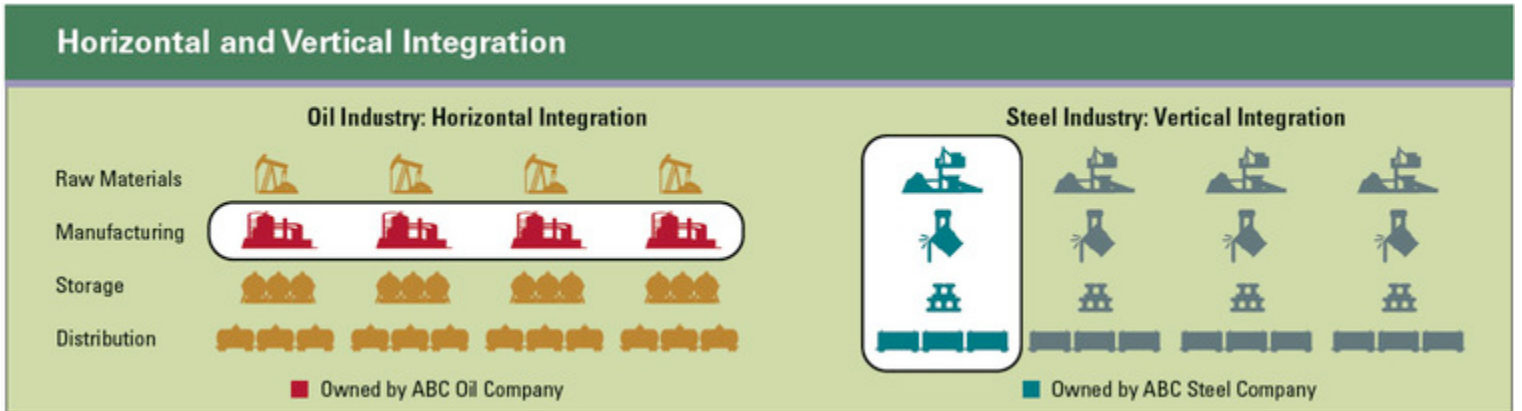 Horizontal and Vertical Integration
Oil Industry: Horizontal Integration
Steel Industry: Vertical Integration
Raw Materials
Manufacturing
Storage
Distribution
Owned by ABC Oil Company
Owned by ABC Steel Company